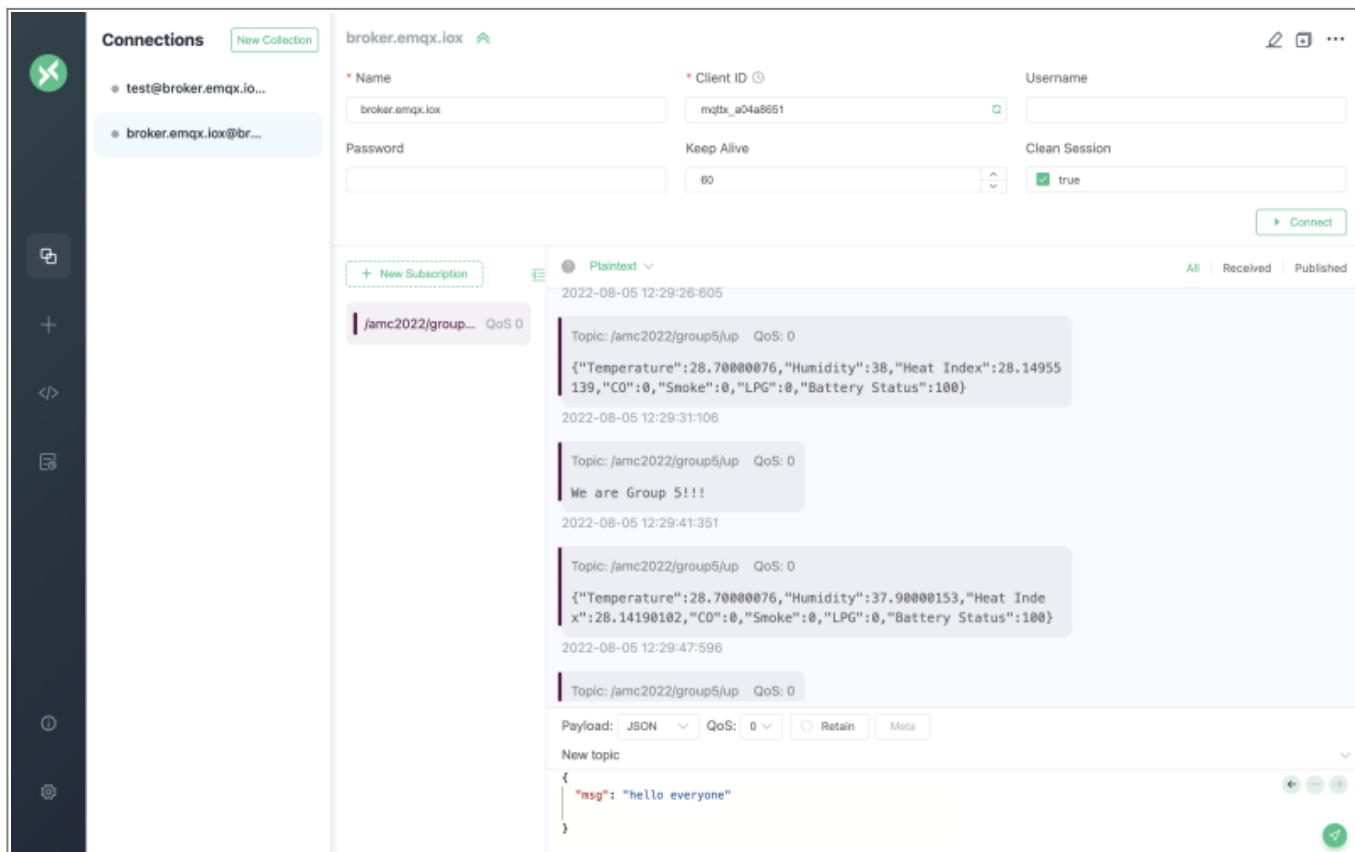 Connections
New Collection
test@broker.emqx.io...
broker.emqx.iox@br...
broker.emqx.iox
* Name
* Client ID
Username
broker.emqx.iox
mqttx_a04a8651
Password
Keep Alive
Clean Session
60
true
Connect
+ New Subscription
Plaintext
All
Received
Published
/amc2022/group... QoS 0
2022-08-05 12:29:26:605
Topic: /amc2022/group5/up QoS: 0
{"Temperature":28.70000076,"Humidity":38,"Heat Index":28.14955
139,"CO":0,"Smoke":0,"LPG":0,"Battery Status":100}
2022-08-05 12:29:31:106
Topic: /amc2022/group5/up QoS: 0
We are Group 5!!!
2022-08-05 12:29:41:351
Topic: /amc2022/group5/up QoS: 0
{"Temperature":28.70000076,"Humidity":37.90000153,"Heat Inde
x":28.14190102,"CO":0,"Smoke":0,"LPG":0,"Battery Status":100}
2022-08-05 12:29:47:596
Topic: /amc2022/group5/up QoS: 0
Payload: JSON QoS: 0 Retain Meta
New topic
{
"msg": "hello everyone"
}